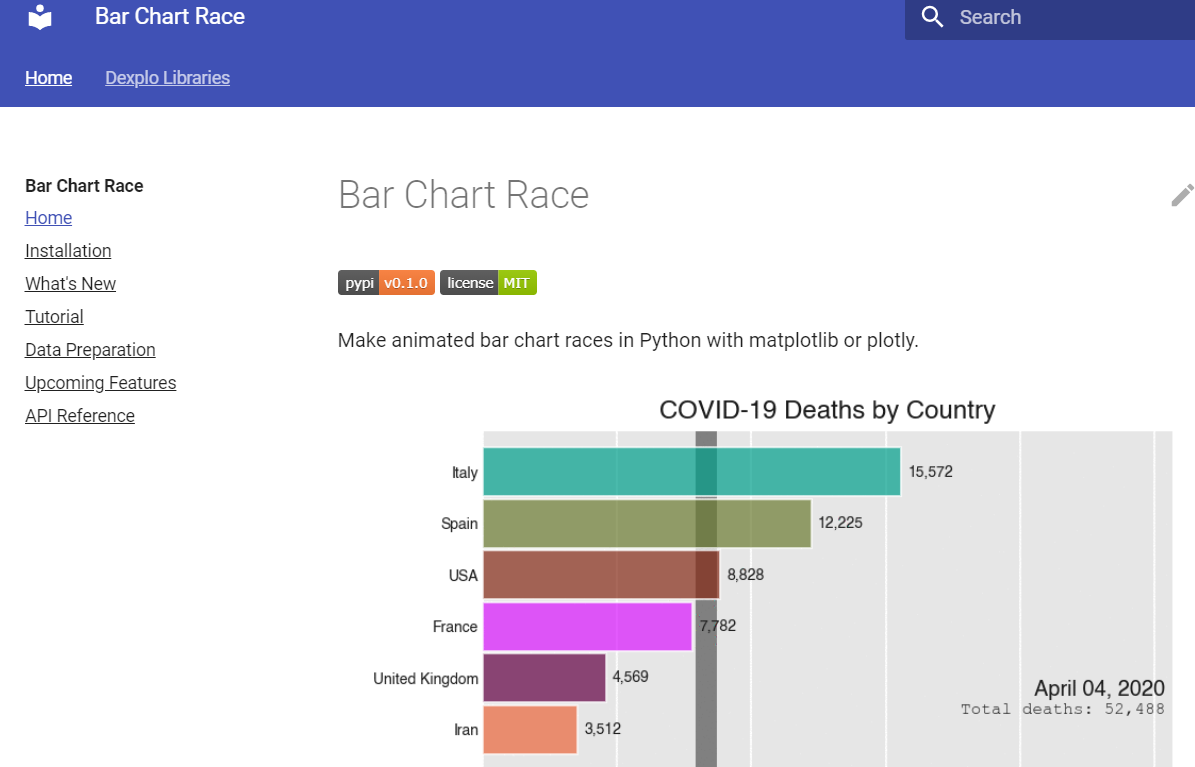 Bar Chart Race
Search
Home
Dexplo Libraries
Bar Chart Race
Home
Installation
What's New
Tutorial
Data Preparation
Upcoming Features
API Reference
Bar Chart Race
pypi v0.1.0 license MIT
Make animated bar chart races in Python with matplotlib or plotly.
COVID-19 Deaths by Country
Italy 15,572
Spain 12,225
USA 8,828
France 7,782
United Kingdom 4,569
Iran 3,512
April 04, 2020
Total deaths: 52,488